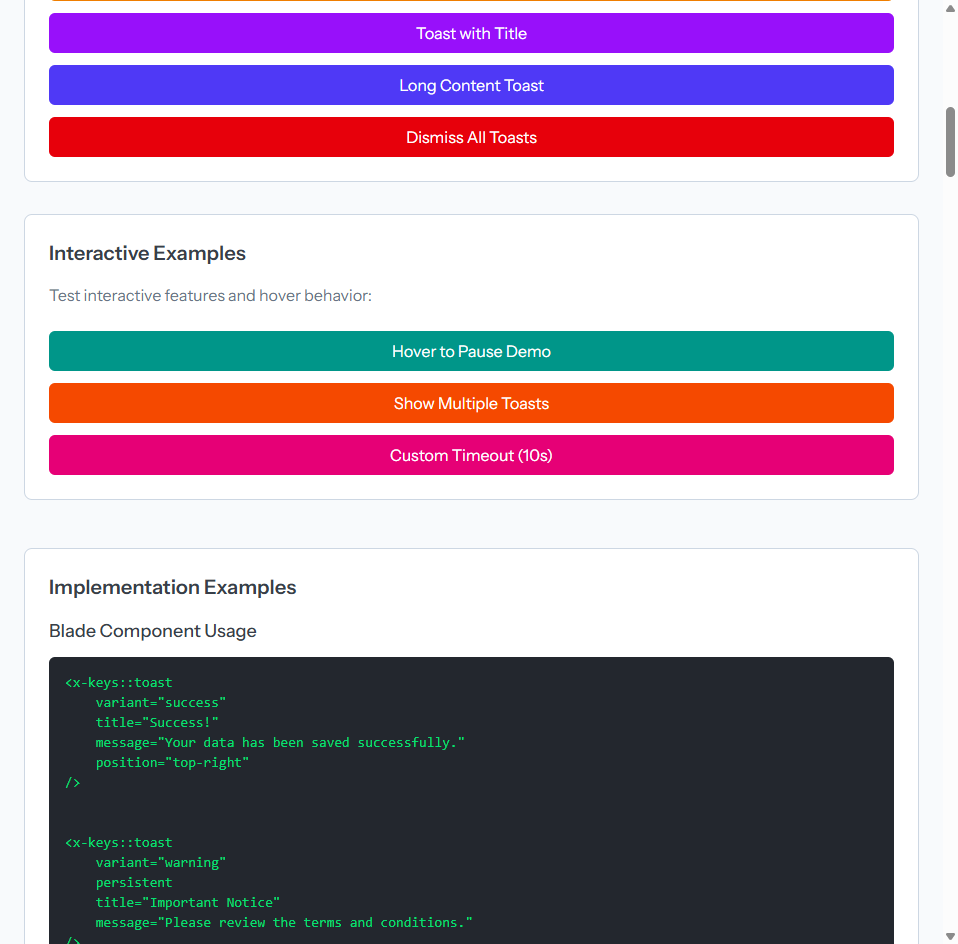 Toast with Title
Long Content Toast
Dismiss All Toasts
Interactive Examples
Test interactive features and hover behavior:
Hover to Pause Demo
Show Multiple Toasts
Custom Timeout (10s)
Implementation Examples
Blade Component Usage
<x-keys::toast
    variant="success"
    title="Success!"
    message="Your data has been saved successfully."
    position="top-right"
/>
<x-keys::toast
    variant="warning"
    persistent
    title="Important Notice"
    message="Please review the terms and conditions."
/>